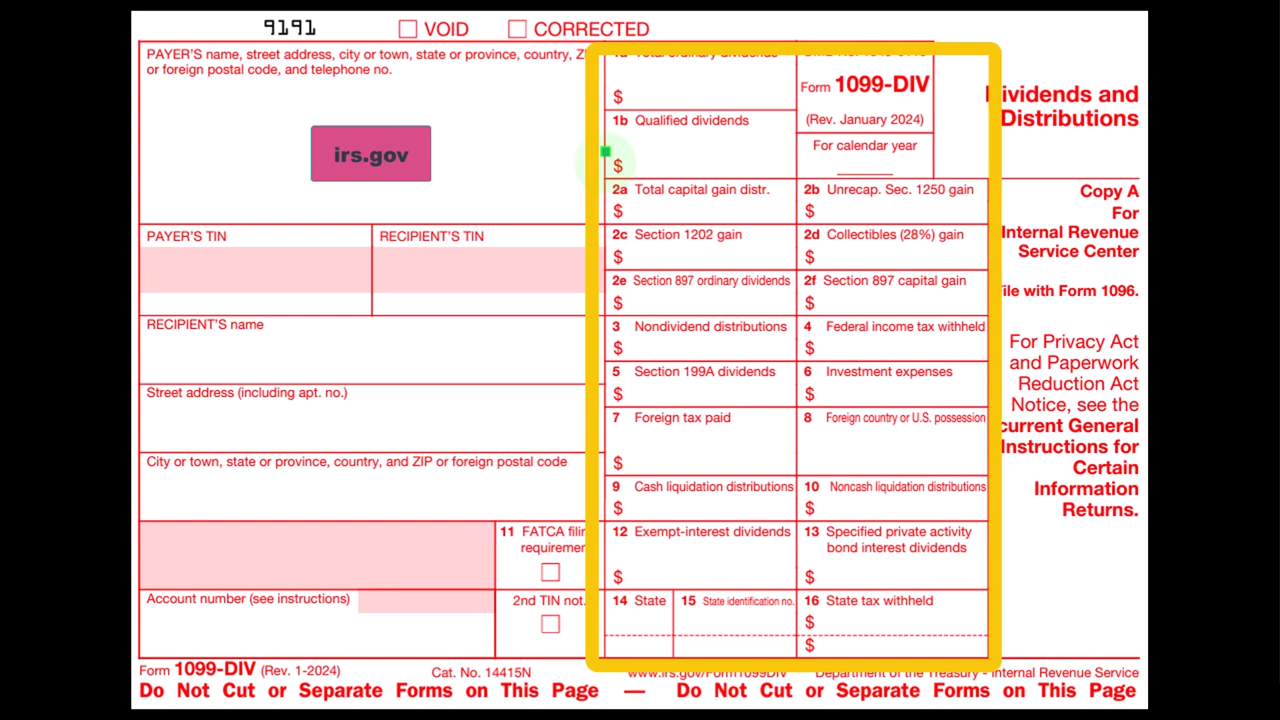 9191 VOID CORRECTED
PAYER'S name, street address, city or town, state or province, country,
or foreign postal code, and telephone no.
irs.gov
PAYER'S TIN
RECIPIENT'S TIN
RECIPIENT'S name
Street address (including apt. no.)
City or town, state or province, country, and ZIP or foreign postal code
11 FATCA
Account number (see instructions)
2nd TIN not.
Total ordinary dividends
$
1b Qualified dividends
$
Form 1099-DIV
(Rev. January 2024)
For calendar year
2a Total capital gain distr.
$
2b Unrecap. Sec. 1250 gain
$
2c Section 1202 gain
$
2d Collectibles (28%) gain
$
2e Section 897 ordinary dividends
$
2f Section 897 capital gain
$
3 Nondividend distributions
$
4 Federal income tax withheld
$
5 Section 199A dividends
$
6 Investment expenses
$
7 Foreign tax paid
$
8 Foreign country or U.S. possession
9 Cash liquidation distributions
$
10 Noncash liquidation distributions
$
12 Exempt-interest dividends
$
13 Specified private activity
bond interest dividends
$
14 State
15 State identification no.
16 State tax withheld
$
$
Dividends and
Distributions
Copy A
For
Internal Revenue
Service Center
File with Form 1096.
For Privacy Act
and Paperwork
Reduction Act
Notice, see the
current General
Instructions for
Certain
Information
Returns.
Form 1099-DIV (Rev. 1-2024)
Cat. No. 14415N
www.irs.gov/Form1099DIV
Department of the Treasury - Internal Revenue Service
Do Not Cut or Separate Forms on This Page — Do Not Cut or Separate Forms on This Page